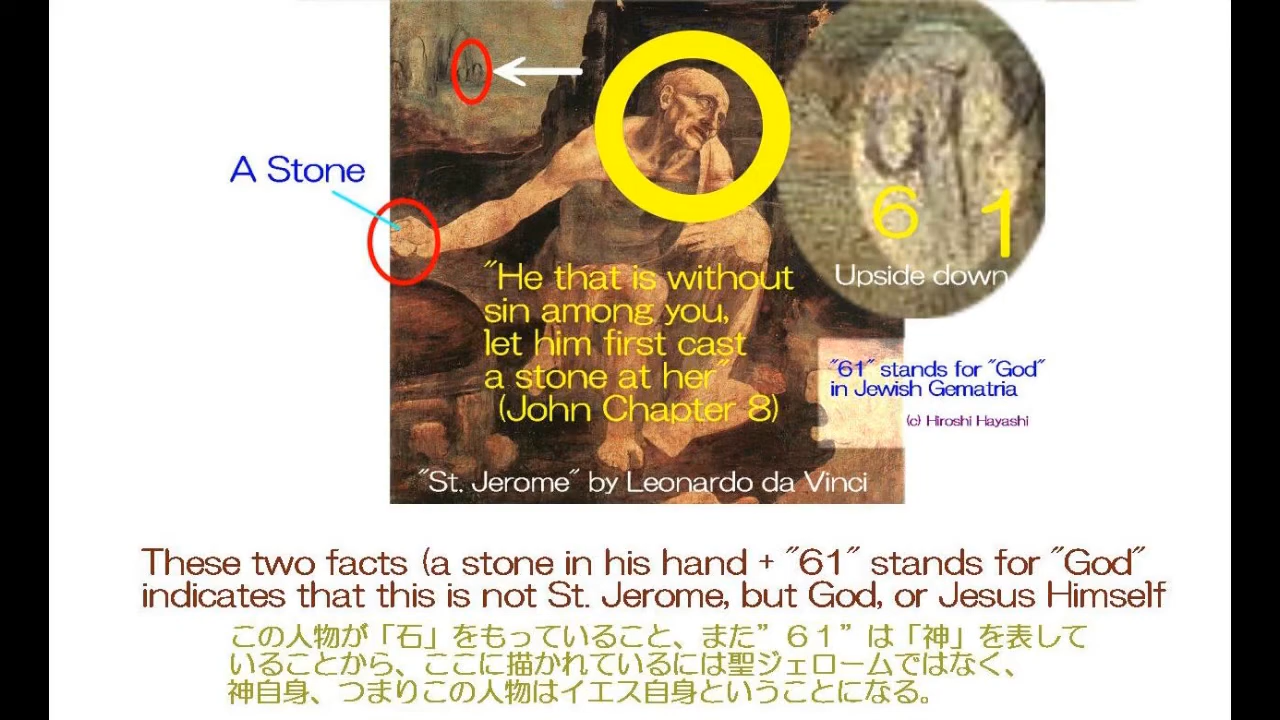 A Stone
6 1
Upside down
"He that is without
sin among you,
let him first cast
a stone at her"
(John Chapter 8)
"61" stands for "God"
in Jewish Gematria
(c) Hiroshi Hayashi
"St. Jerome" by Leonardo da Vinci
These two facts (a stone in his hand + "61" stands for "God"
indicates that this is not St. Jerome, but God, or Jesus Himself
この人物が「石」をもっていること、また"６１"は「神」を表して
いることから、ここに描かれているには聖ジェロームではなく、
神自身、つまりこの人物はイエス自身ということになる。